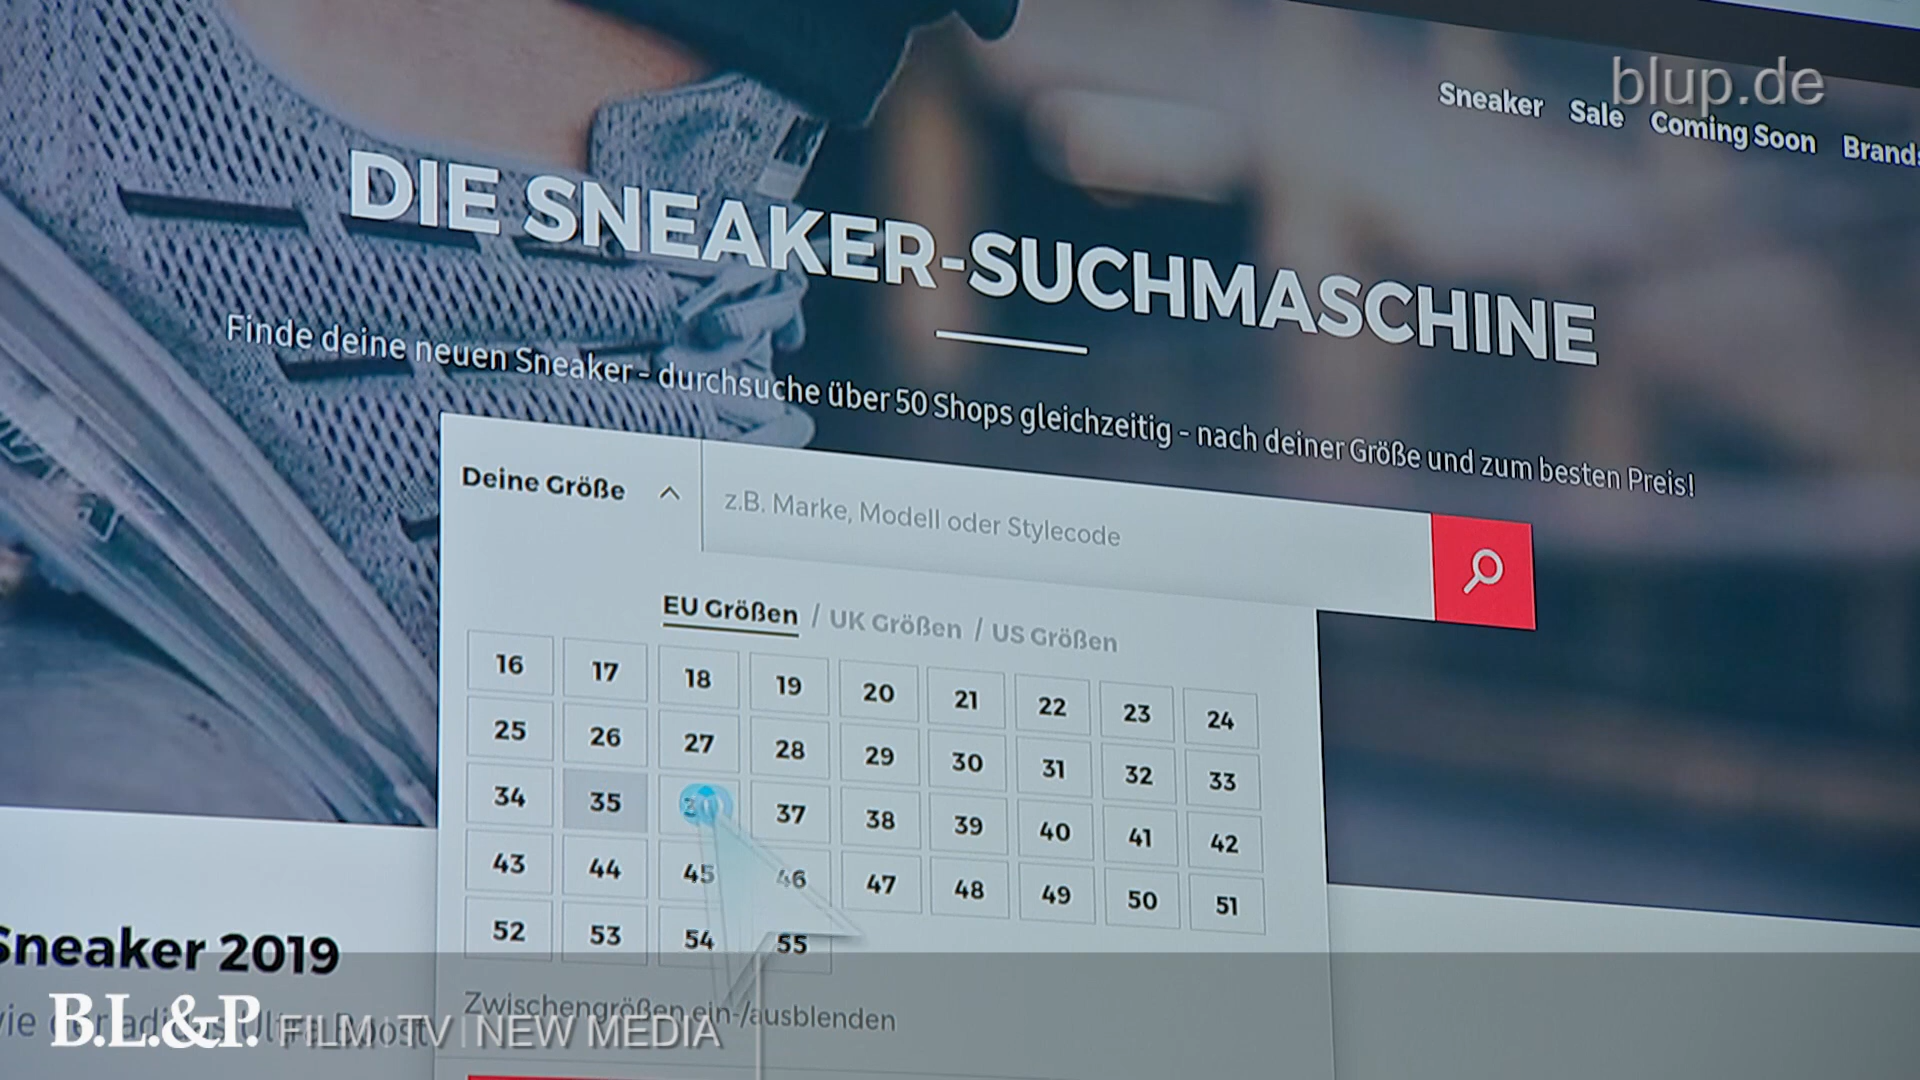 blup.de
Sneaker Sale Coming Soon Brands
DIE SNEAKER-SUCHMASCHINE
Finde deine neuen Sneaker - durchsuche über 50 Shops gleichzeitig - nach deiner Größe und zum besten Preis!
Deine Größe z.B. Marke, Modell oder Stylecode
EU Größen / UK Größen / US Größen
16 17 18 19 20 21 22 23 24
25 26 27 28 29 30 31 32 33
34 35 37 38 39 40 41 42
43 44 45 46 47 48 49 50 51
52 53 54 55
Sneaker 2019
Zwischengrößen ein-/ausblenden
B.L.&P. FILM | TV | NEW MEDIA